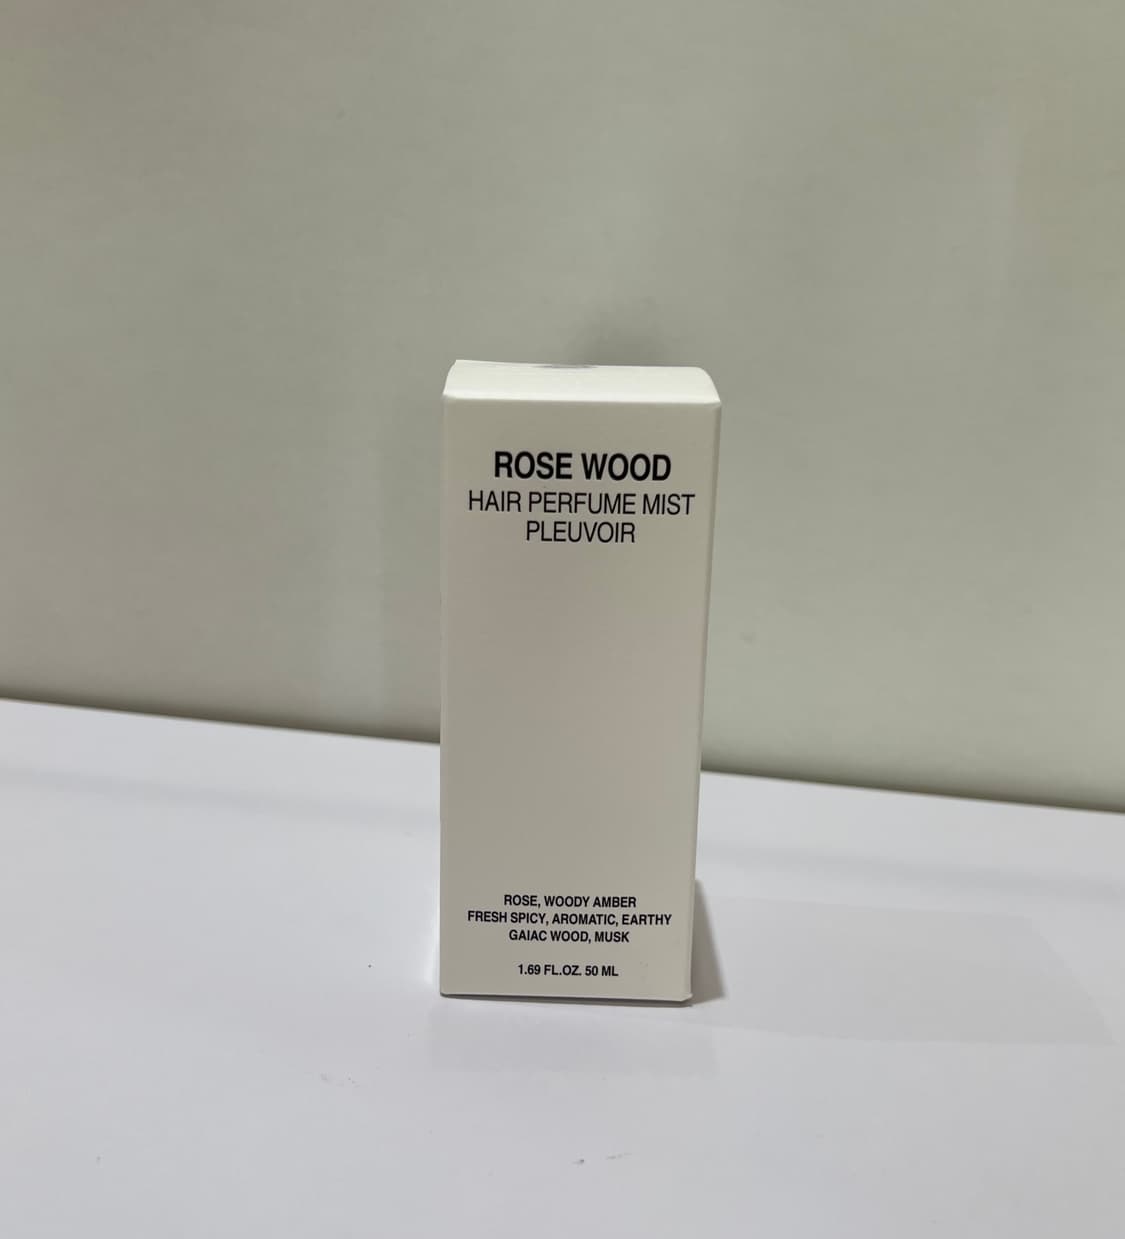 ROSE WOOD
HAIR PERFUME MIST
PLEUVOIR
ROSE, WOODY AMBER
FRESH SPICY, AROMATIC, EARTHY
GAIAC WOOD, MUSK
1.69 FL.OZ. 50 ML